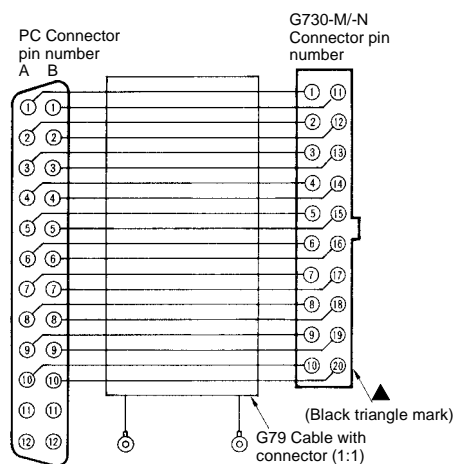 PC Connector
pin number
A B
G730-M/-N
Connector pin
number
1 1 1 11
2 2 2 12
3 3 3 13
4 4 4 14
5 5 5 15
6 6 6 16
7 7 7 17
8 8 8 18
9 9 9 19
10 10 10 20
11 11
12 12
▲
(Black triangle mark)
G79 Cable with
connector (1:1)